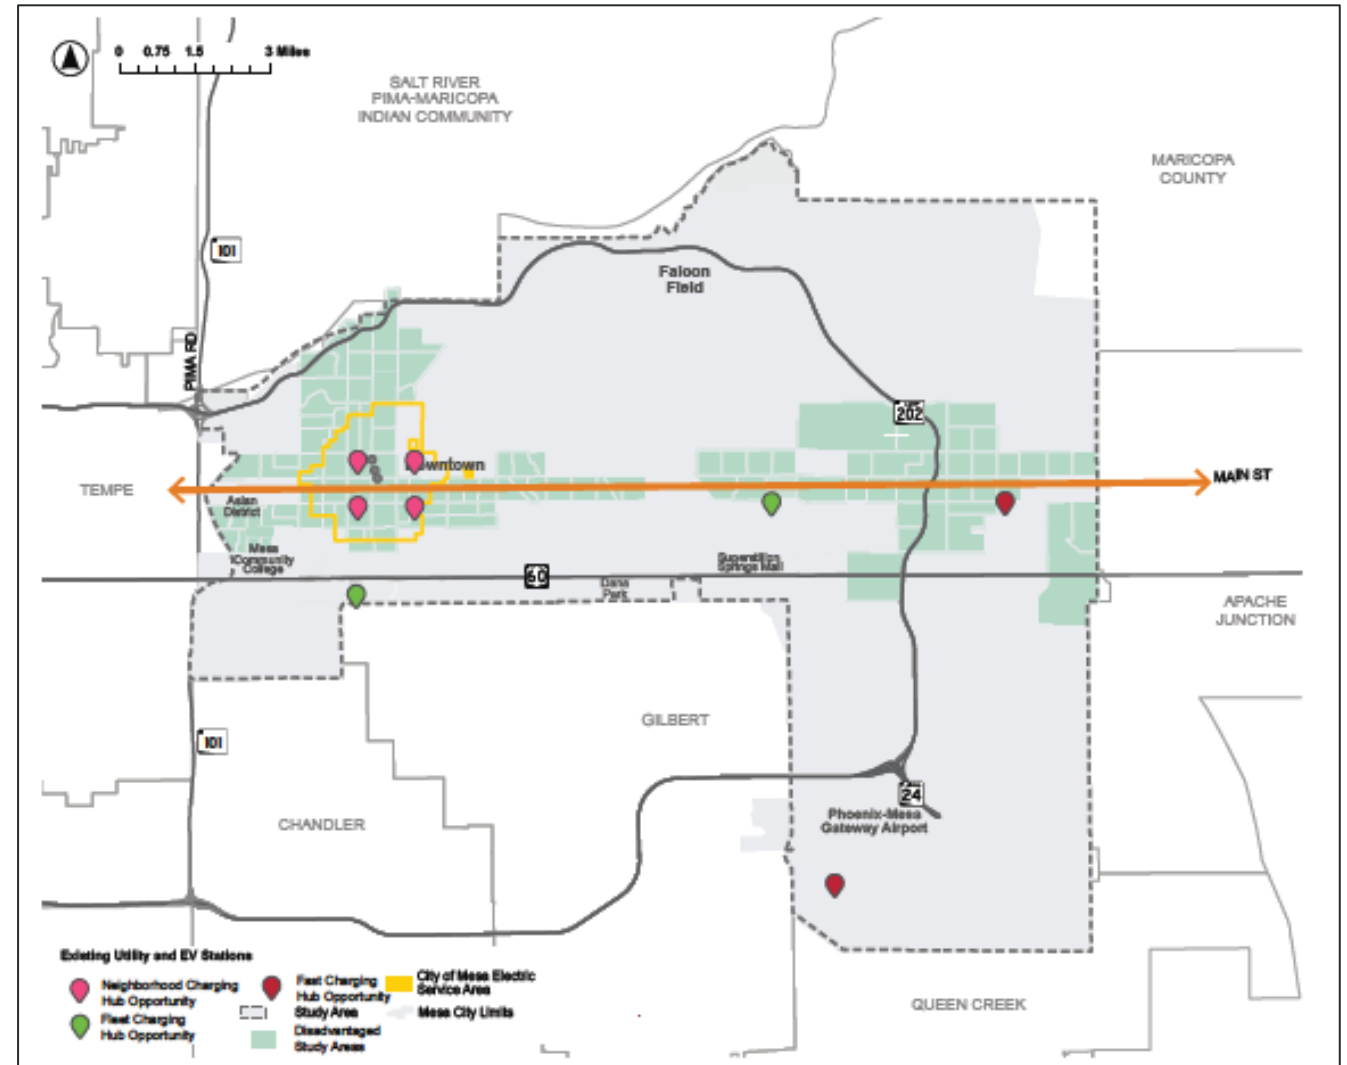 0 0.75 1.5 3 Miles
SALT RIVER
PIMA-MARICOPA
INDIAN COMMUNITY
MARICOPA
COUNTY
101
Falcon
Field
PIMA RD
202
Downtown
MAIN ST
TEMPE
Asian
District
Mesa
Community
College
Superstition
Springs Mall
60
Dana
Park
APACHE
JUNCTION
GILBERT
101
24
Phoenix-Mesa
Gateway Airport
CHANDLER
Existing Utility and EV Stations
Neighborhood Charging
Hub Opportunity
Fleet Charging
Hub Opportunity
Fast Charging
Hub Opportunity
Study Area
Disadvantaged
Study Areas
City of Mesa Electric
Service Area
Mesa City Limits
QUEEN CREEK